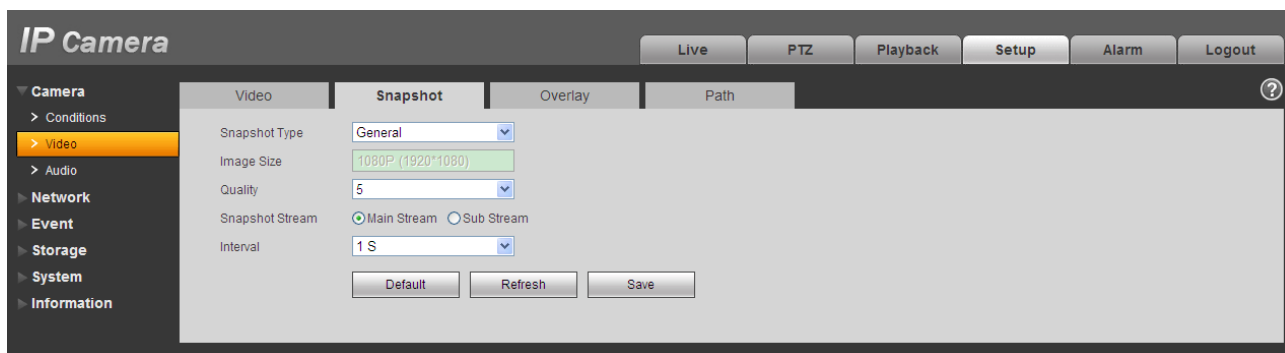 IP Camera
Live PTZ Playback Setup Alarm Logout
Camera
> Conditions
> Video
> Audio
Network
Event
Storage
System
Information
Video Snapshot Overlay Path ?
Snapshot Type General
Image Size 1080P (1920*1080)
Quality 5
Snapshot Stream Main Stream Sub Stream
Interval 1 S
Default Refresh Save